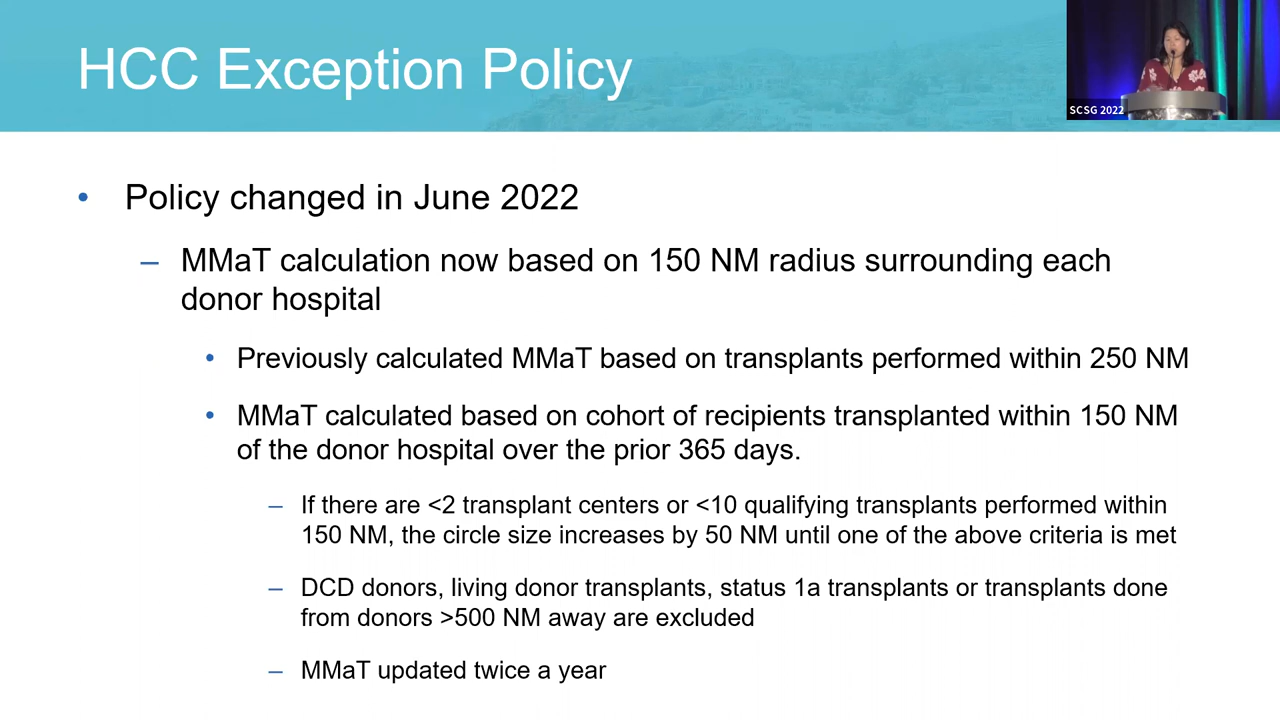 HCC Exception Policy
SCSG 2022
• Policy changed in June 2022
– MMaT calculation now based on 150 NM radius surrounding each
donor hospital
• Previously calculated MMaT based on transplants performed within 250 NM
• MMaT calculated based on cohort of recipients transplanted within 150 NM
of the donor hospital over the prior 365 days.
– If there are <2 transplant centers or <10 qualifying transplants performed within
150 NM, the circle size increases by 50 NM until one of the above criteria is met
– DCD donors, living donor transplants, status 1a transplants or transplants done
from donors >500 NM away are excluded
– MMaT updated twice a year